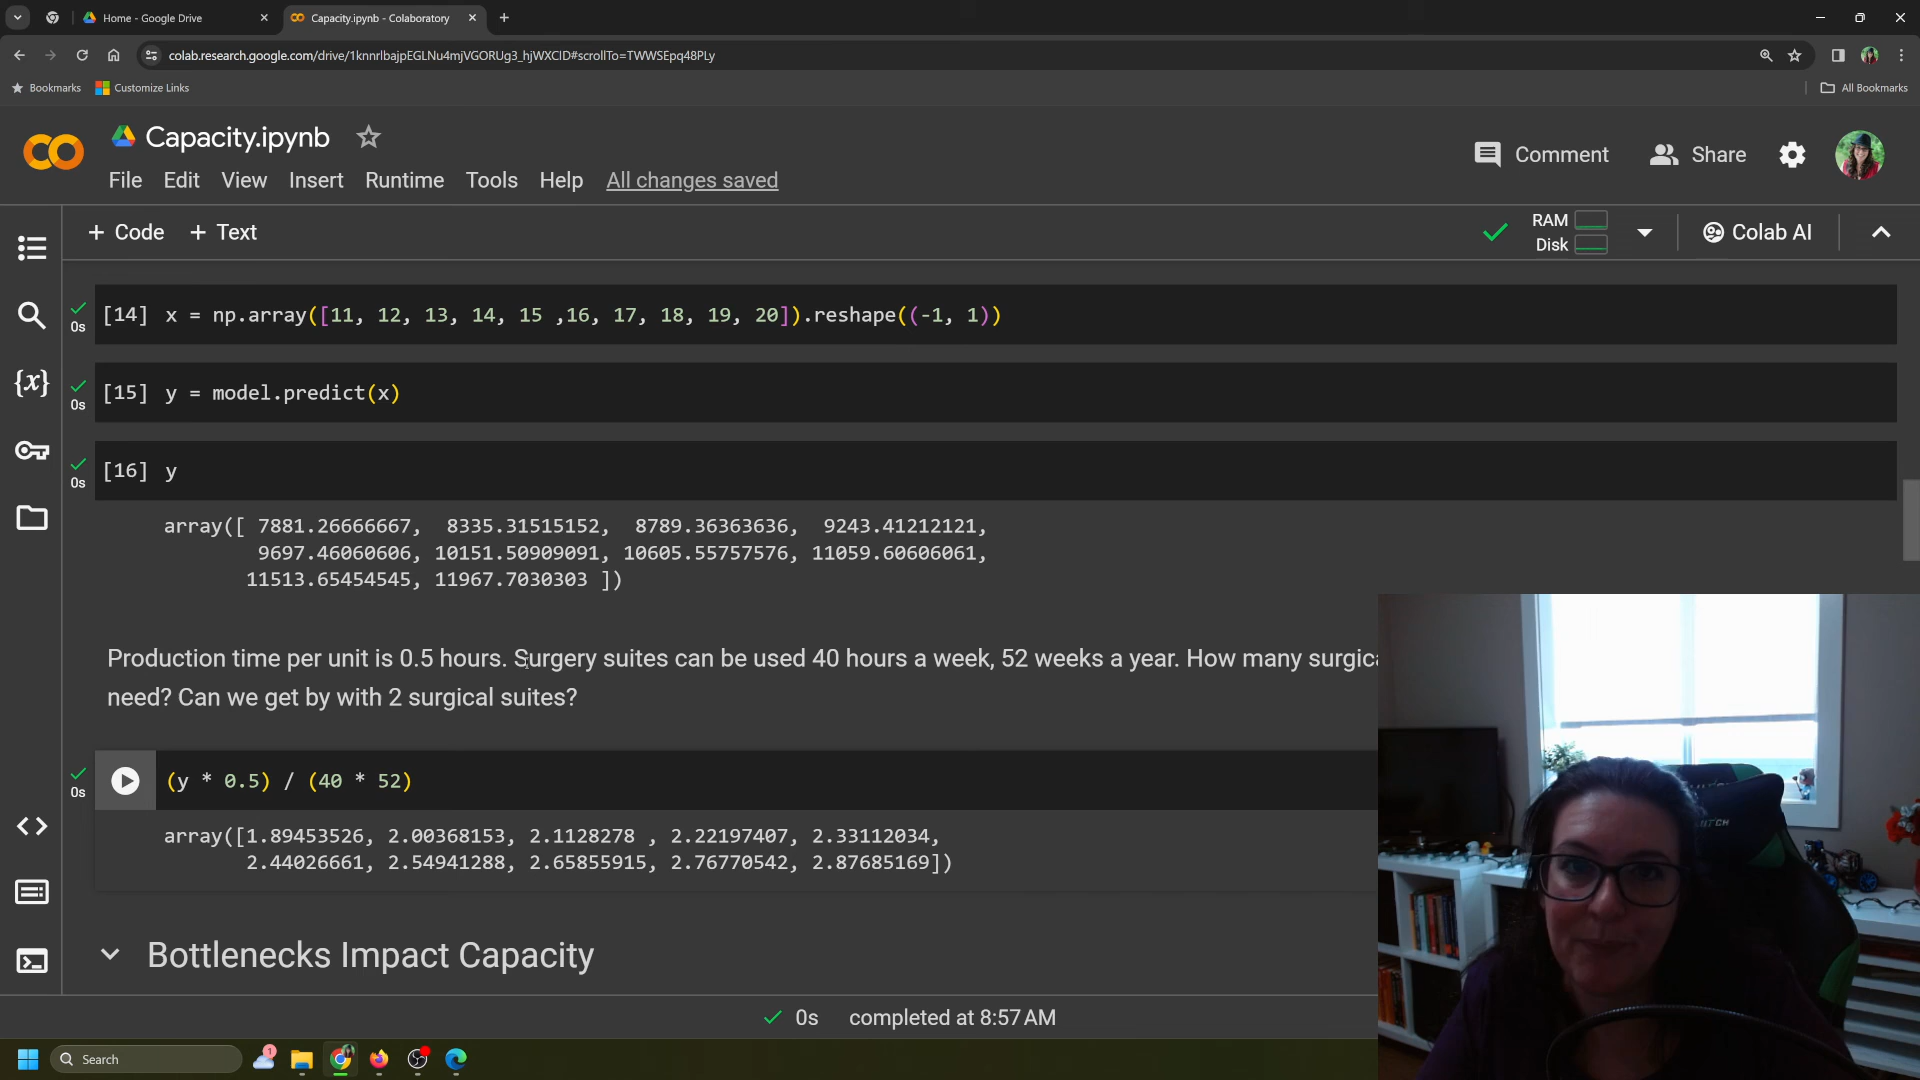 Home - Google Drive
Capacity.ipynb - Colaboratory
colab.research.google.com/drive/1knnrlbajpEGLNu4mjVGORUg3_hjWXClD#scrollTo=TWWSEpq48PLy
Bookmarks
Customize Links
All Bookmarks
Capacity.ipynb
Comment
Share
File Edit View Insert Runtime Tools Help All changes saved
+ Code + Text
RAM
Disk
Colab AI
[14] x = np.array([11, 12, 13, 14, 15 ,16, 17, 18, 19, 20]).reshape((-1, 1))
0s
[15] y = model.predict(x)
0s
[16] y
0s
array([ 7881.26666667, 8335.31515152, 8789.36363636, 9243.41212121,
9697.46060606, 10151.50909091, 10605.55757576, 11059.60606061,
11513.65454545, 11967.7030303 ])
Production time per unit is 0.5 hours. Surgery suites can be used 40 hours a week, 52 weeks a year. How many surgica
need? Can we get by with 2 surgical suites?
(y * 0.5) / (40 * 52)
0s
array([1.89453526, 2.00368153, 2.1128278 , 2.22197407, 2.33112034,
2.44026661, 2.54941288, 2.65855915, 2.76770542, 2.87685169])
Bottlenecks Impact Capacity
0s completed at 8:57 AM
Search
1